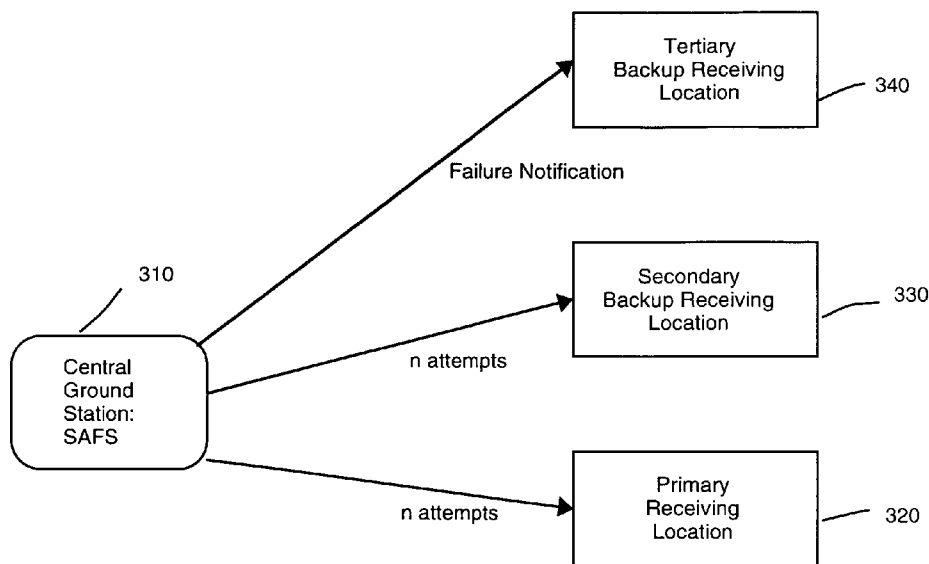 Tertiary
Backup Receiving
Location
340
Failure Notification
310
Secondary
Backup Receiving
Location
330
n attempts
Central
Ground
Station:
SAFS
n attempts
Primary
Receiving
Location
320